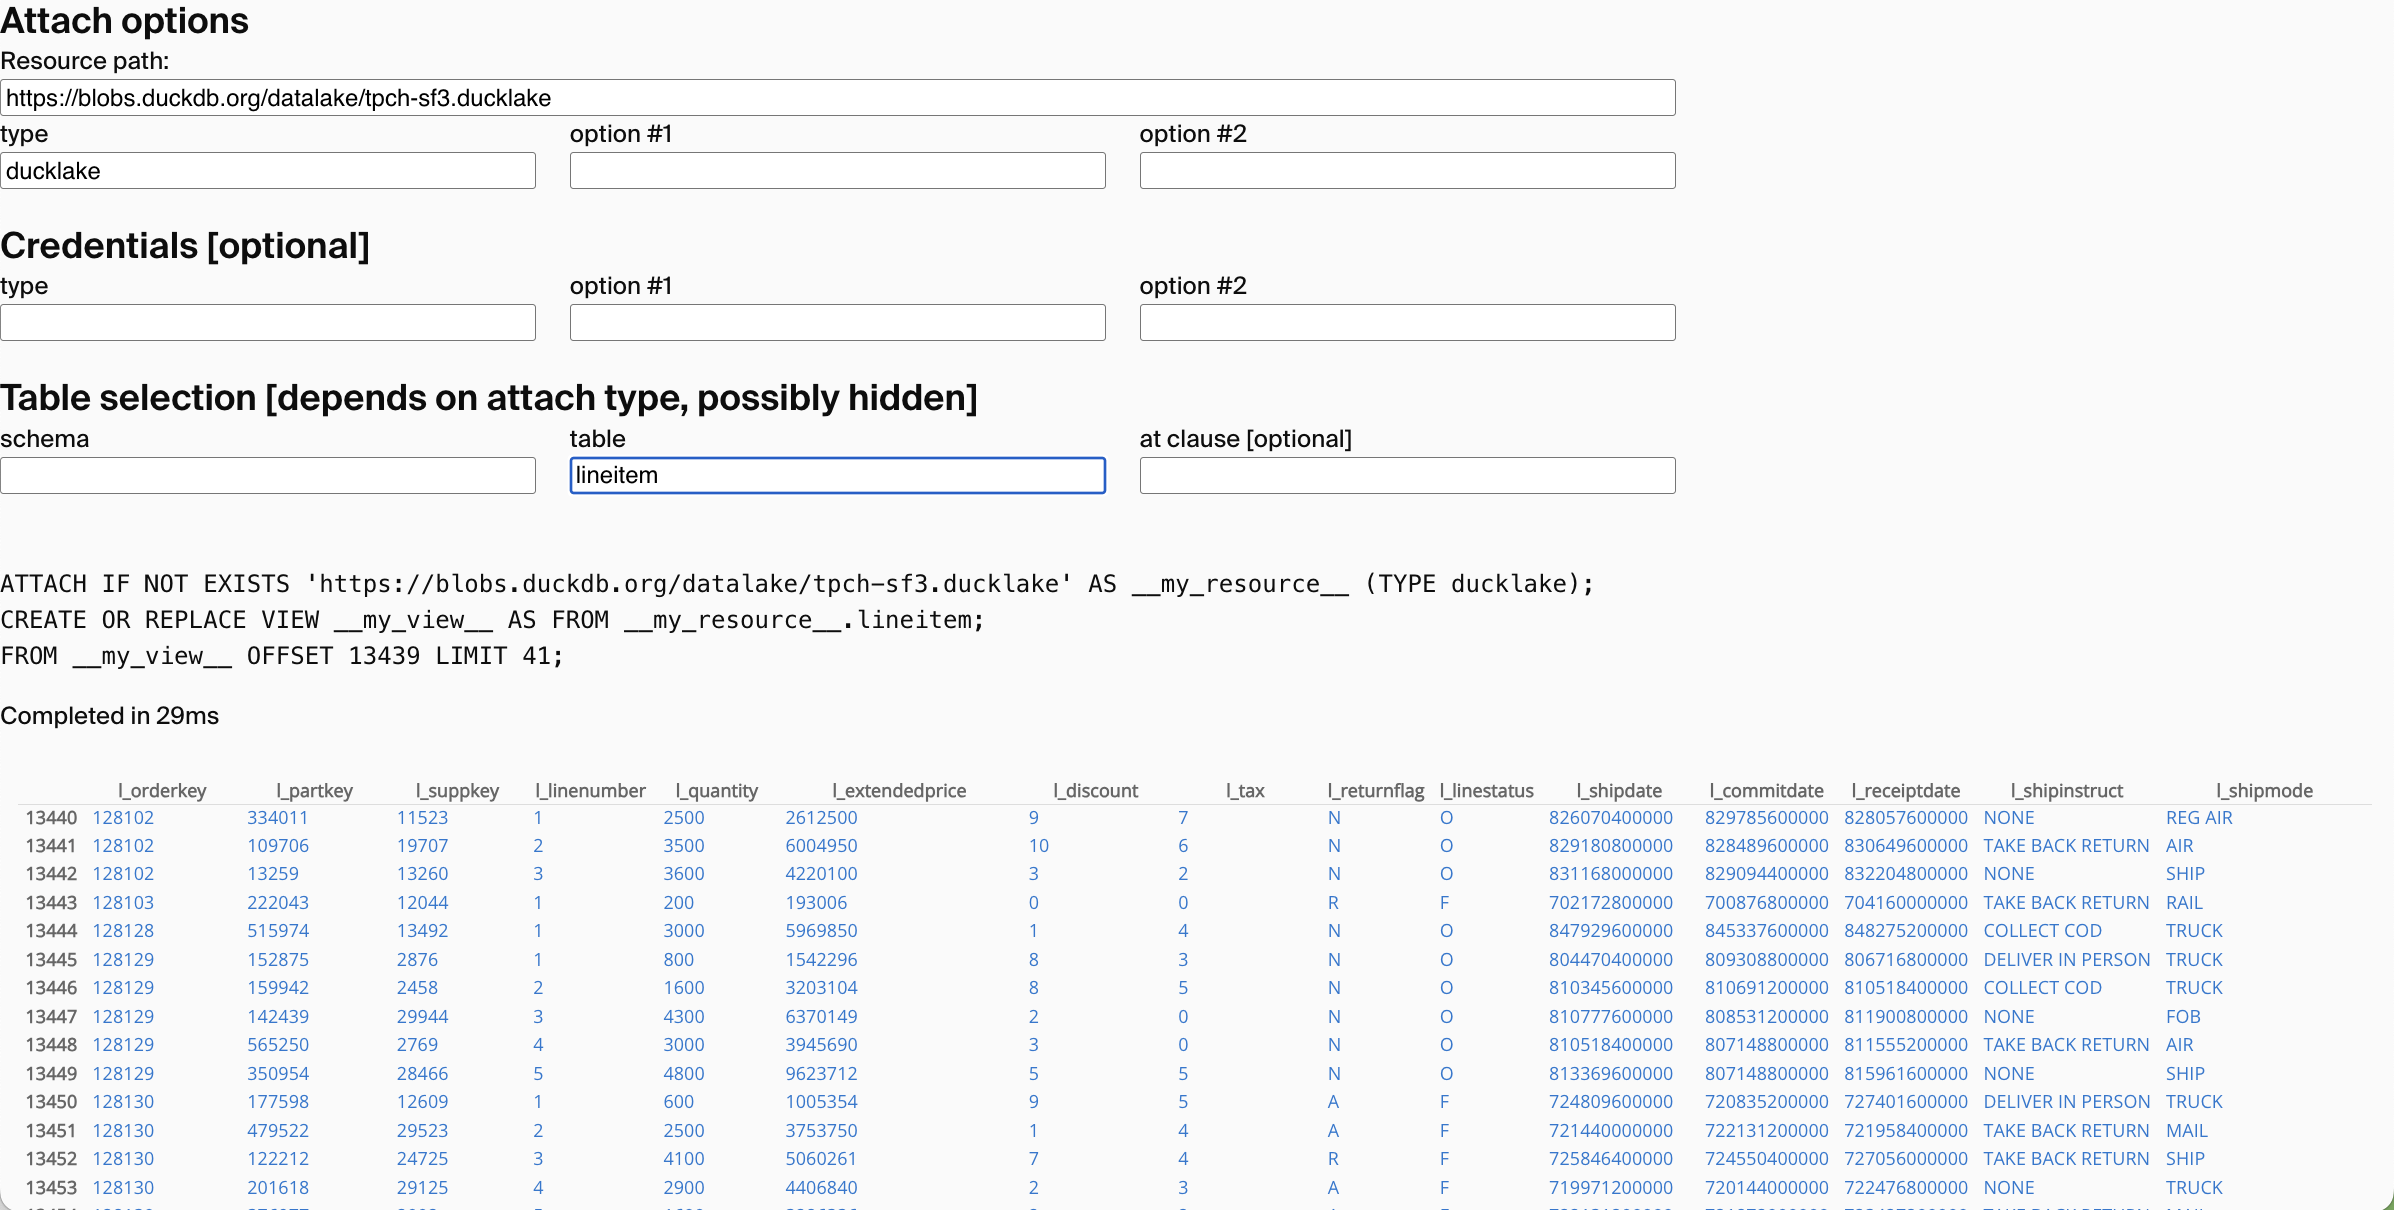 Attach options
Resource path:
https://blobs.duckdb.org/datalake/tpch-sf3.ducklake
type option #1 option #2
ducklake
Credentials [optional]
type option #1 option #2
Table selection [depends on attach type, possibly hidden]
schema table at clause [optional]
lineitem
ATTACH IF NOT EXISTS 'https://blobs.duckdb.org/datalake/tpch-sf3.ducklake' AS __my_resource__ (TYPE ducklake);
CREATE OR REPLACE VIEW __my_view__ AS FROM __my_resource__.lineitem;
FROM __my_view__ OFFSET 13439 LIMIT 41;
Completed in 29ms
l_orderkey l_partkey l_suppkey l_linenumber l_quantity l_extendedprice l_discount l_tax l_returnflag l_linestatus l_shipdate l_commitdate l_receiptdate l_shipinstruct l_shipmode
13440 128102 334011 11523 1 2500 2612500 9 7 N O 826070400000 829785600000 828057600000 NONE REG AIR
13441 128102 109706 19707 2 3500 6004950 10 6 N O 829180800000 828489600000 830649600000 TAKE BACK RETURN AIR
13442 128102 13259 13260 3 3600 4220100 3 2 N O 831168000000 829094400000 832204800000 NONE SHIP
13443 128103 222043 12044 1 200 193006 0 0 R F 702172800000 700876800000 704160000000 TAKE BACK RETURN RAIL
13444 128128 515974 13492 1 3000 5969850 1 4 N O 847929600000 845337600000 848275200000 COLLECT COD TRUCK
13445 128129 152875 2876 1 800 1542296 8 3 N O 804470400000 809308800000 806716800000 DELIVER IN PERSON TRUCK
13446 128129 159942 2458 2 1600 3203104 8 5 N O 810345600000 810691200000 810518400000 COLLECT COD TRUCK
13447 128129 142439 29944 3 4300 6370149 2 0 N O 810777600000 808531200000 811900800000 NONE FOB
13448 128129 565250 2769 4 3000 3945690 3 0 N O 810518400000 807148800000 811555200000 TAKE BACK RETURN AIR
13449 128129 350954 28466 5 4800 9623712 5 5 N O 813369600000 807148800000 815961600000 NONE SHIP
13450 128130 177598 12609 1 600 1005354 9 5 A F 724809600000 720835200000 727401600000 DELIVER IN PERSON TRUCK
13451 128130 479522 29523 2 2500 3753750 1 4 A F 721440000000 722131200000 721958400000 TAKE BACK RETURN MAIL
13452 128130 122212 24725 3 4100 5060261 7 4 R F 725846400000 724550400000 727056000000 TAKE BACK RETURN SHIP
13453 128130 201618 29125 4 2900 4406840 2 3 A F 719971200000 720144000000 722476800000 NONE TRUCK